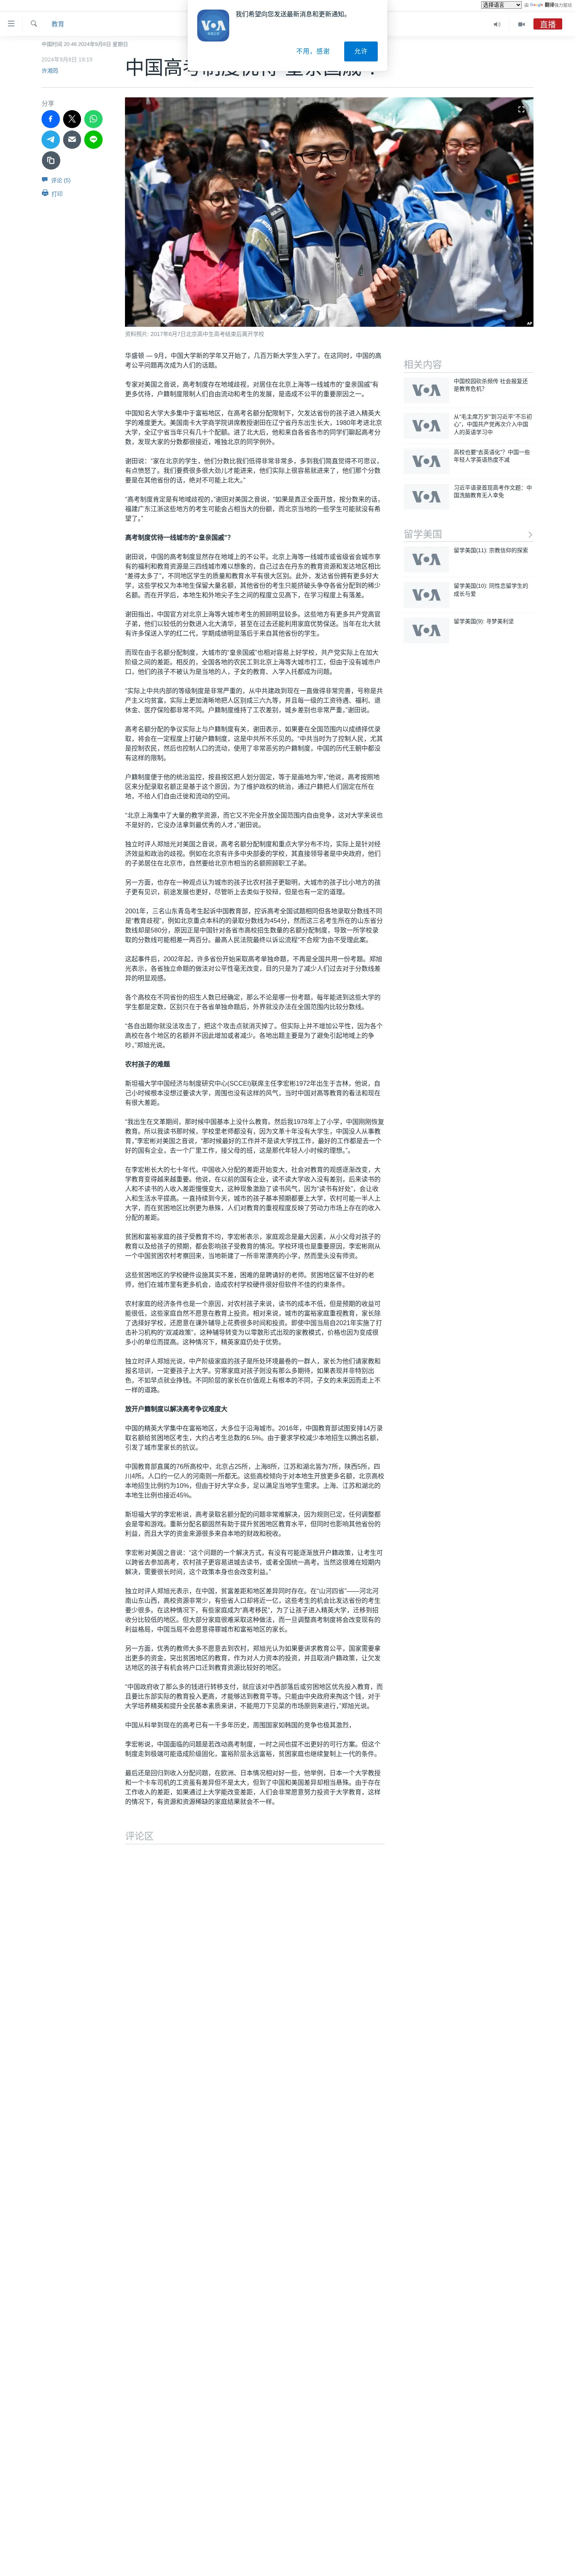 选择语言
由 Google 翻译强力驱动
我们希望向您发送最新消息和更新通知。
VOA
不用，感谢
允许
教育
直播
中国时间 20:46 2024年9月8日 星期日
2024年9月6日 19:19
许湘筠
分享
评论 (5)
打印
AP
资料照片: 2017年6月7日北京高中生高考结束后离开学校
华盛顿 — 9月，中国大学新的学年又开始了，几百万新大学生入学了。在这同时，中国的高
考公平问题再次成为人们的话题。
专家对美国之音说，高考制度存在地域歧视，对居住在北京上海等一线城市的“皇亲国戚”有
更多优待，户籍制度限制人们自由流动和考生的发展，是造成不公平的重要原因之一。
中国知名大学大多集中于富裕地区，在高考名额分配限制下，欠发达省份的孩子进入精英大
学的难度更大。美国南卡大学商学院讲席教授谢田在辽宁省丹东出生长大，1980年考进北京
大学，全辽宁省当年只有几十个配额。进了北大后，他和来自各省各市的同学们聊起高考分
数，发现大家的分数都很接近，唯独北京的同学例外。
谢田说：“家在北京的学生，他们分数比我们低得非常非常多，多到我们简直觉得不可思议，
有点愤怒了。我们要费很多很大劲儿才能进来，他们实际上很容易就进来了，他们那个分数
要是在其他省份的话，绝对不可能上北大。”
“高考制度肯定是有地域歧视的，”谢田对美国之音说，“如果是真正全面开放，按分数来的话，
福建广东江浙这些地方的考生可能会占相当大的份额，而北京当地的一些学生可能就没有希
望了。”
高考制度优待一线城市的“皇亲国戚”？
谢田说，中国的高考制度显然存在地域上的不公平。北京上海等一线城市或省级省会城市享
有的福利和教育资源是三四线城市难以想象的，自己过去在丹东的教育资源和发达地区相比
“差得太多了”，不同地区学生的质量和教育水平有很大区别。此外，发达省份拥有更多好大
学，这些学校又为本地生保留大量名额，其他省份的考生只能挤破头争夺各省份分配到的稀少
名额。而在开学后，本地生和外地尖子生之间的程度立见高下，在学习程度上有落差。
谢田指出，中国官方对北京上海等大城市考生的照顾明显较多。这些地方有更多共产党高官
子弟，他们以较低的分数进入北大清华，甚至在过去还能利用家庭优势保送。当年在北大就
有许多保送入学的红二代，学期成绩明显落后于来自其他省份的学生。
而现在由于名额分配制度，大城市的“皇亲国戚”也相对容易上好学校，共产党实际上在加大
阶级之间的差距。相反的，全国各地的农民工到北京上海等大城市打工，但由于没有城市户
口，他们的孩子不被认为是当地的人，子女的教育、入学入托都成为问题。
“实际上中共内部的等级制度是非常严重的，从中共建政到现在一直做得非常完善，号称是共
产主义均贫富，实际上更加清晰地把人区别成三六九等，并且每一级的工资待遇、福利、退
休金、医疗保险都非常不同。户籍制度维持了工农差别，城乡差别也非常严重，”谢田说。
高考名额分配的争议实际上与户籍制度有关，谢田表示，如果要在全国范围内以成绩择优录
取，将会在一定程度上打破户籍制度，这是中共所不乐见的。“中共当时为了控制人民，尤其
是控制农民，然后也控制人口的流动，使用了非常恶劣的户籍制度，中国的历代王朝中都没
有这样的限制。
户籍制度便于他的统治监控，按县按区把人划分固定，等于是画地为牢，”他说，高考按照地
区来分配录取名额正是基于这个原因，为了维护政权的统治，通过户籍把人们固定在所在
地，不给人们自由迁徙和流动的空间。
“北京上海集中了大量的教学资源，而它又不完全开放全国范围内自由竞争，这对大学来说也
不是好的，它没办法拿到最优秀的人才，”谢田说。
独立时评人郑旭光对美国之音说，高考名额分配制度和重点大学分布不均，实际上是针对经
济效益和政治的歧视。例如在北京有许多中央部委的学校，其直接领导者是中央政府，他们
的子弟居住在北京市，自然要给北京市相当的名额照顾职工子弟。
另一方面，也存在一种观点认为城市的孩子比农村孩子更聪明，大城市的孩子比小地方的孩
子更有见识，前途发展也更好，尽管听上去类似于狡辩，但是也有一定的道理。
2001年，三名山东青岛考生起诉中国教育部，控诉高考全国试题相同但各地录取分数线不同
是“教育歧视”，例如北京重点本科的的录取分数线为454分，然而这三名考生所在的山东省分
数线却是580分，原因正是中国针对各省市高校招生数量的名额分配制度，导致一所学校录
取的分数线可能相差一两百分。最高人民法院最终以诉讼流程“不合规”为由不受理此案。
这起事件后，2002年起，许多省份开始采取高考单独命题，不再是全国共用一份考题。郑旭
光表示，各省独立命题的做法对公平性毫无改变，目的只是为了减少人们过去对于分数线差
异的明显观感。
各个高校在不同省份的招生人数已经确定，那么不论是哪一份考题，每年能进到这些大学的
学生都是定数，区别只在于各省单独命题后，外界就没办法在全国范围内比较分数线。
“各自出题你就没法攻击了，把这个攻击点就消灭掉了。但实际上并不增加公平性，因为各个
高校在各个地区的名额并不因此增加或者减少。各地出题主要是为了避免引起地域上的争
吵，”郑旭光说。
农村孩子的难题
斯坦福大学中国经济与制度研究中心(SCCEI)联席主任李宏彬1972年出生于吉林，他说，自
己小时候根本没想过要读大学，周围也没有这样的风气，当时中国对高等教育的看法和现在
有很大差距。
“我出生在文革期间，那时候中国基本上没什么教育。然后我1978年上了小学，中国刚刚恢复
教育。所以我读书那时候，学校里老师都没有，因为文革十年没有大学生，中国没人从事教
育，”李宏彬对美国之音说，“那时候最好的工作并不是读大学找工作，最好的工作都是去一个
好的国有企业，去一个厂里工作，接父母的班，这是那代年轻人小时候的理想。”。
在李宏彬长大的七十年代，中国收入分配的差距开始变大，社会对教育的观感逐渐改变，大
学教育变得越来越重要。他说，在以前的国有企业，读不读大学收入没有差别，后来读书的
人和不读书的人收入差距慢慢变大，这种现象激励了读书风气，因为“读书有好处”，会让收
入和生活水平提高。一直持续到今天，城市的孩子基本预期都要上大学，农村可能一半人上
大学，而在贫困地区比例更为悬殊，人们对教育的重视程度反映了劳动力市场上存在的收入
分配的差距。
贫困和富裕家庭的孩子受教育不均，李宏彬表示，家庭观念是最大因素，从小父母对孩子的
教育以及给孩子的预期，都会影响孩子受教育的情况。学校环境也是重要原因，李宏彬刚从
一个中国贫困农村考察回来，当地新建了一所非常漂亮的小学，然而里头没有师资。
这些贫困地区的学校硬件设施其实不差，困难的是聘请好的老师。贫困地区留不住好的老
师，他们在城市里有更多机会，造成农村学校硬件很好但软件不佳的约束条件。
农村家庭的经济条件也是一个原因，对农村孩子来说，读书的成本不低，但是预期的收益可
能很低，这些家庭自然不愿意在教育上投资。相对来说，城市的富裕家庭重视教育，家长除
了选择好学校，还愿意在课外辅导上花费很多时间和投资。即使中国当局自2021年实施了打
击补习机构的“双减政策”，这种辅导转变为以零散形式出现的家教模式，价格也因为变成很
多小的单位而提高。这种情况下，精英家庭仍处于优势。
独立时评人郑旭光说，中产阶级家庭的孩子是所处环境最卷的一群人，家长为他们请家教和
报名培训，一定要孩子上大学。穷寒家庭对孩子则没有那么多期待，如果表现并非特别出
色，不如早点就业挣钱。不同阶层的家长在价值观上有根本的不同，子女的未来因而走上不
一样的道路。
放开户籍制度以解决高考争议难度大
中国的精英大学集中在富裕地区，大多位于沿海城市。2016年，中国教育部试图安排14万录
取名额给贫困地区考生，大约占考生总数的6.5%。由于要求学校减少本地招生以腾出名额，
引发了城市里家长的抗议。
中国教育部直属的76所高校中，北京占25所，上海8所，江苏和湖北皆为7所，陕西5所，四
川4所。人口约一亿人的河南则一所都无。这些高校倾向于对本地生开放更多名额，北京高校
本地招生比例约为10%，但由于好大学众多，足以满足当地学生需求。上海、江苏和湖北的
本地生比例也接近45%。
斯坦福大学的李宏彬说，高考录取名额分配的问题非常难解决，因为规则已定，任何调整都
会是零和游戏。重新分配名额固然有助于提升贫困地区教育水平，但同时也影响其他省份的
利益，而且大学的资金来源很多来自本地的财政和税收。
李宏彬对美国之音说：“这个问题的一个解决方式，有没有可能逐渐放开户籍政策，让考生可
以跨省去参加高考，农村孩子更容易进城去读书，或者全国统一高考。当然这很难在短期内
解决，需要很长时间，这个政策本身也会改变利益。”
独立时评人郑旭光表示，在中国，贫富差距和地区差异同时存在。在“山河四省”——河北河
南山东山西，高校资源非常少，有些省人口却将近一亿，这些考生的机会比发达省份的考生
要少很多。在这种情况下，有些家庭成为“高考移民”，为了让孩子进入精英大学，迁移到招
收分比较低的地区。但大部分家庭很难采取这种做法，而一旦调整高考制度将会改变现有的
利益格局，中国当局不会愿意得罪城市和富裕地区的家长。
另一方面，优秀的教师大多不愿意去到农村，郑旭光认为如果要讲求教育公平，国家需要拿
出更多的资金，突出贫困地区的教育，作为对人力资本的投资，并且取消户籍政策，让欠发
达地区的孩子有机会将户口迁到教育资源比较好的地区。
“中国政府收了那么多的钱进行转移支付，就应该对中西部落后或穷困地区优先投入教育，而
且要比东部实际的教育投入更高，才能够达到教育平等。只能由中央政府来掏这个钱，对于
大学培养精英和提升全民基本素质来讲，不能用刀下见菜的市场原则来进行，”郑旭光说。
中国从科举到现在的高考已有一千多年历史，周围国家如韩国的竞争也极其激烈，
李宏彬说，中国面临的问题是若改动高考制度，一时之间也提不出更好的可行方案。但这个
制度走到极端可能造成阶级固化，富裕阶层永远富裕，贫困家庭也继续复制上一代的条件。
最后还是回归到收入分配问题，在欧洲、日本情况相对好一些，他举例，日本一个大学教授
和一个卡车司机的工资虽有差异但不是太大，但到了中国和美国差异却相当悬殊。由于存在
工作收入的差距，如果通过上大学能改变差距，人们会非常愿意努力投资于大学教育，这样
的情况下，有资源和资源稀缺的家庭结果就会不一样。
评论区
相关内容
VOA
中国校园砍杀频传 社会报复还
是教育危机？
VOA
从“毛主席万岁”到习近平“不忘初
心”，中国共产党再次介入中国
人的英语学习中
VOA
高校也要“去英语化”？中国一些
年轻人学英语热度不减
VOA
习近平语录首现高考作文题：中
国洗脑教育无人幸免
留学美国
VOA
留学美国(11): 宗教信仰的探索
VOA
留学美国(10): 同性恋留学生的
成长与爱
VOA
留学美国(9): 寻梦美利坚